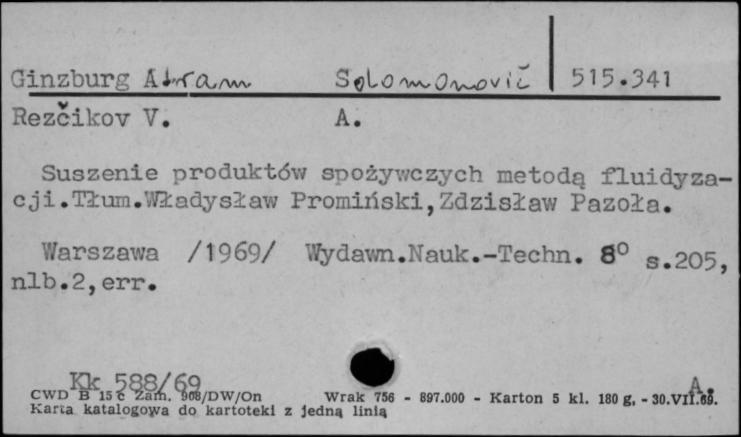 Ginzburg Abram Solomonovič 515.341
Rezčikov V. A.
Suszenie produktów spożywczych metodą fluidyza-
cji.Tłum.Władysław Promiński,Zdzisław Pazoła.
Warszawa /1969/ Wydawn.Nauk.-Techn. 8° s.205,
nlb.2,err.
Kk 588/69 A.
CWD B 15 c Zam. 908/DW/On Wrak 756 - 897.000 - Karton 5 kl. 180 g. - 30.VII.69.
Karta katalogowa do kartoteki z jedną linią